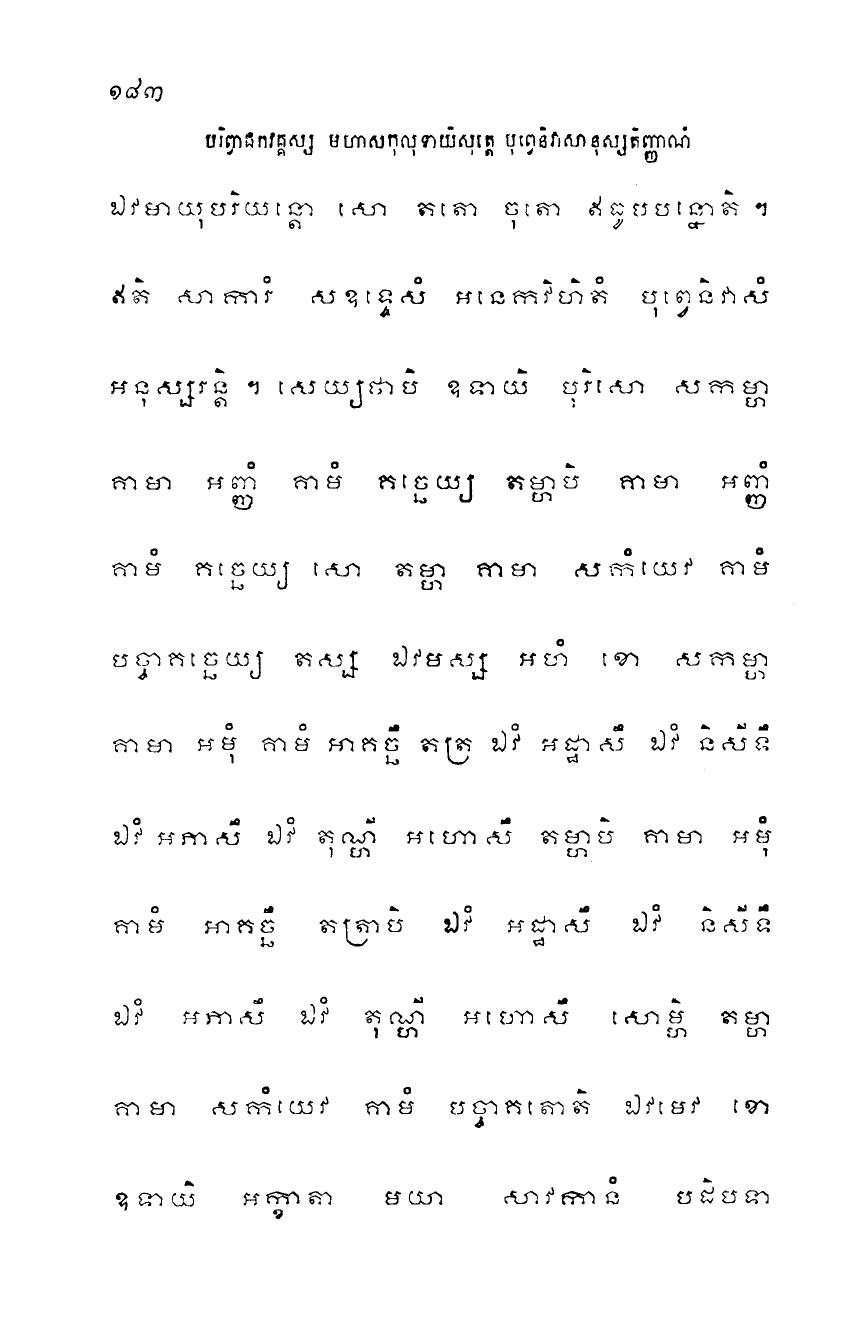 ១៨៣
បរិព្វាជកវគ្គស្ស មហាសកុលុទាយិសុត្តេ បុព្វេនិវាសានុស្សតិញ្ញាណំ
ឯវមាយុបរិយន្តោ សោ តតោ ចុតោ ឥធូបបន្នោតិ ។
ឥតិ សាការំ សឧទ្ទេសំ អនេកវិហិតំ បុព្វេនិវាសំ
អនុស្សរន្តិ ។ សេយ្យថាបិ ឧទាយិ បុរិសោ សកម្ហា
គាមា អញ្ញំ គាមំ គច្ឆេយ្យ តម្ហាបិ គាមា អញ្ញំ
គាមំ គច្ឆេយ្យ សោ តម្ហា គាមា សកំយេវ គាមំ
បច្ចាគច្ឆេយ្យ តស្ស ឯវមស្ស អហំ ខោ សកម្ហា
គាមា អមុំ គាមំ អាគច្ឆឹ តត្រ ឯវំ អដ្ឋាសឹ ឯវំ និសីទឹ
ឯវំ អភាសឹ ឯវំ តុណ្ហី អហោសឹ តម្ហាបិ គាមា អមុំ
គាមំ អាគច្ឆឹ តត្រាបិ ឯវំ អដ្ឋាសឹ ឯវំ និសីទឹ
ឯវំ អភាសឹ ឯវំ តុណ្ហី អហោសឹ សោម្ហិ តម្ហា
គាមា សកំយេវ គាមំ បច្ចាគតោតិ ឯវមេវ ខោ
ឧទាយិ អក្ខាតា មយា សាវកានំ បដិបទា